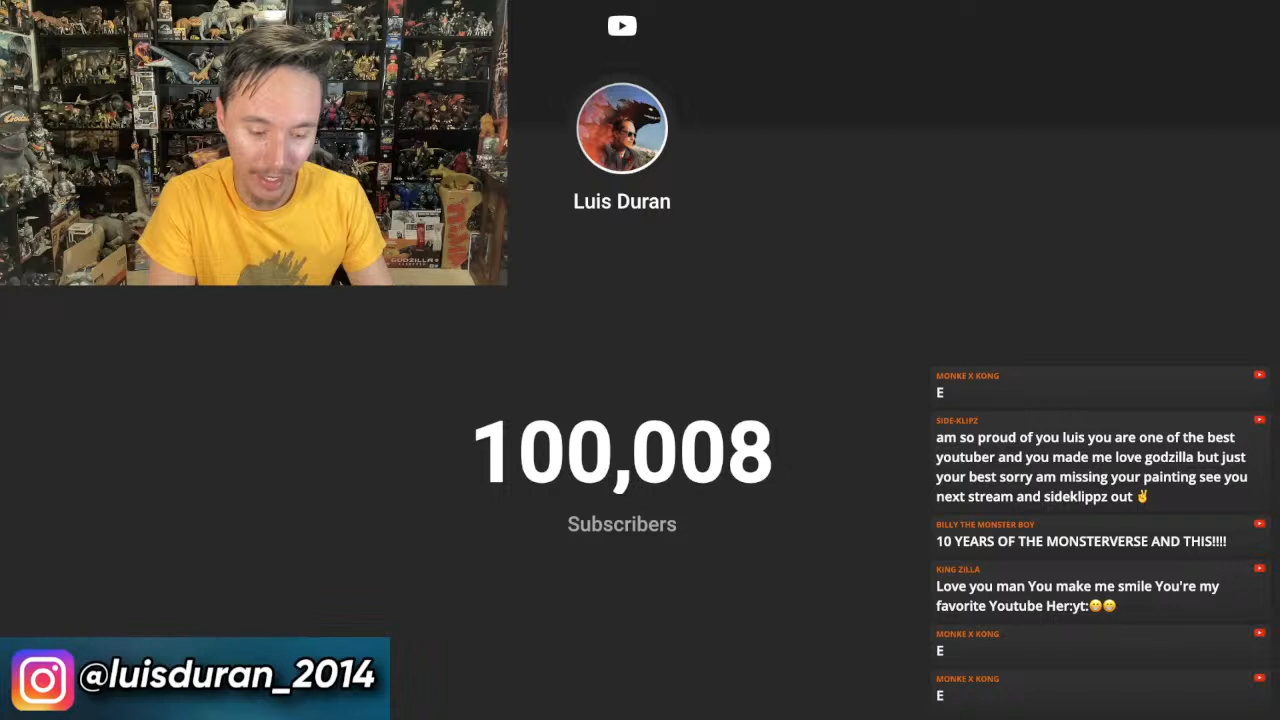 Luis Duran
100,008
Subscribers
MONKE X KONG
E
SIDE-KLIPZ
am so proud of you luis you are one of the best
youtuber and you made me love godzilla but just
your best sorry am missing your painting see you
next stream and sideklippz out ✌
BILLY THE MONSTER BOY
10 YEARS OF THE MONSTERVERSE AND THIS!!!!
KING ZILLA
Love you man You make me smile You're my
favorite Youtube Her:yt:😁😁
MONKE X KONG
E
MONKE X KONG
E
@luisduran_2014
GODZILLA